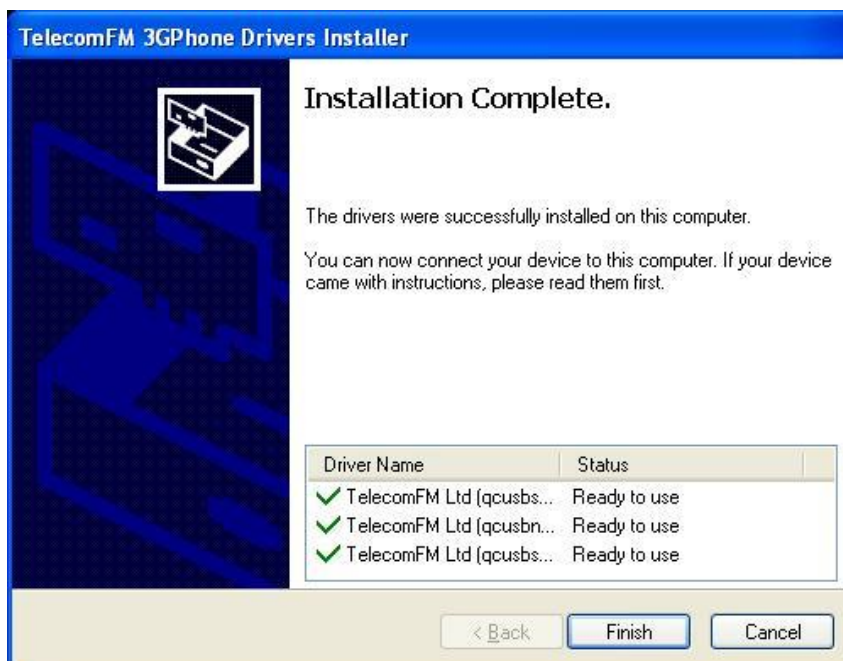 TelecomFM 3GPhone Drivers Installer
Installation Complete.
The drivers were successfully installed on this computer.
You can now connect your device to this computer. If your device
came with instructions, please read them first.
Driver Name Status
TelecomFM Ltd (qcusbs... Ready to use
TelecomFM Ltd (qcusbn... Ready to use
TelecomFM Ltd (qcusbs... Ready to use
< Back Finish Cancel